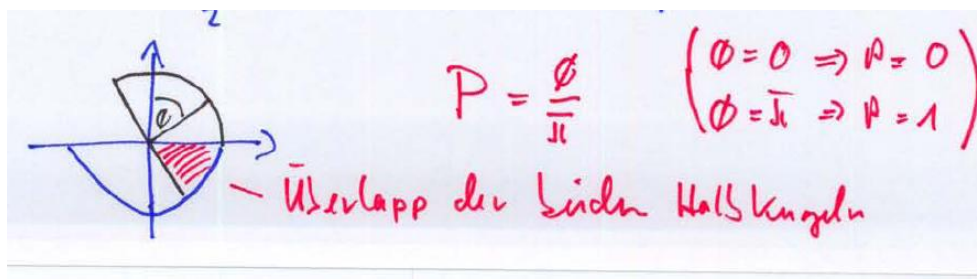 P = ϕ/π
(ϕ = 0 ⇒ P = 0
ϕ = π ⇒ P = 1)
ϕ
Überlapp der beiden Halbkugeln